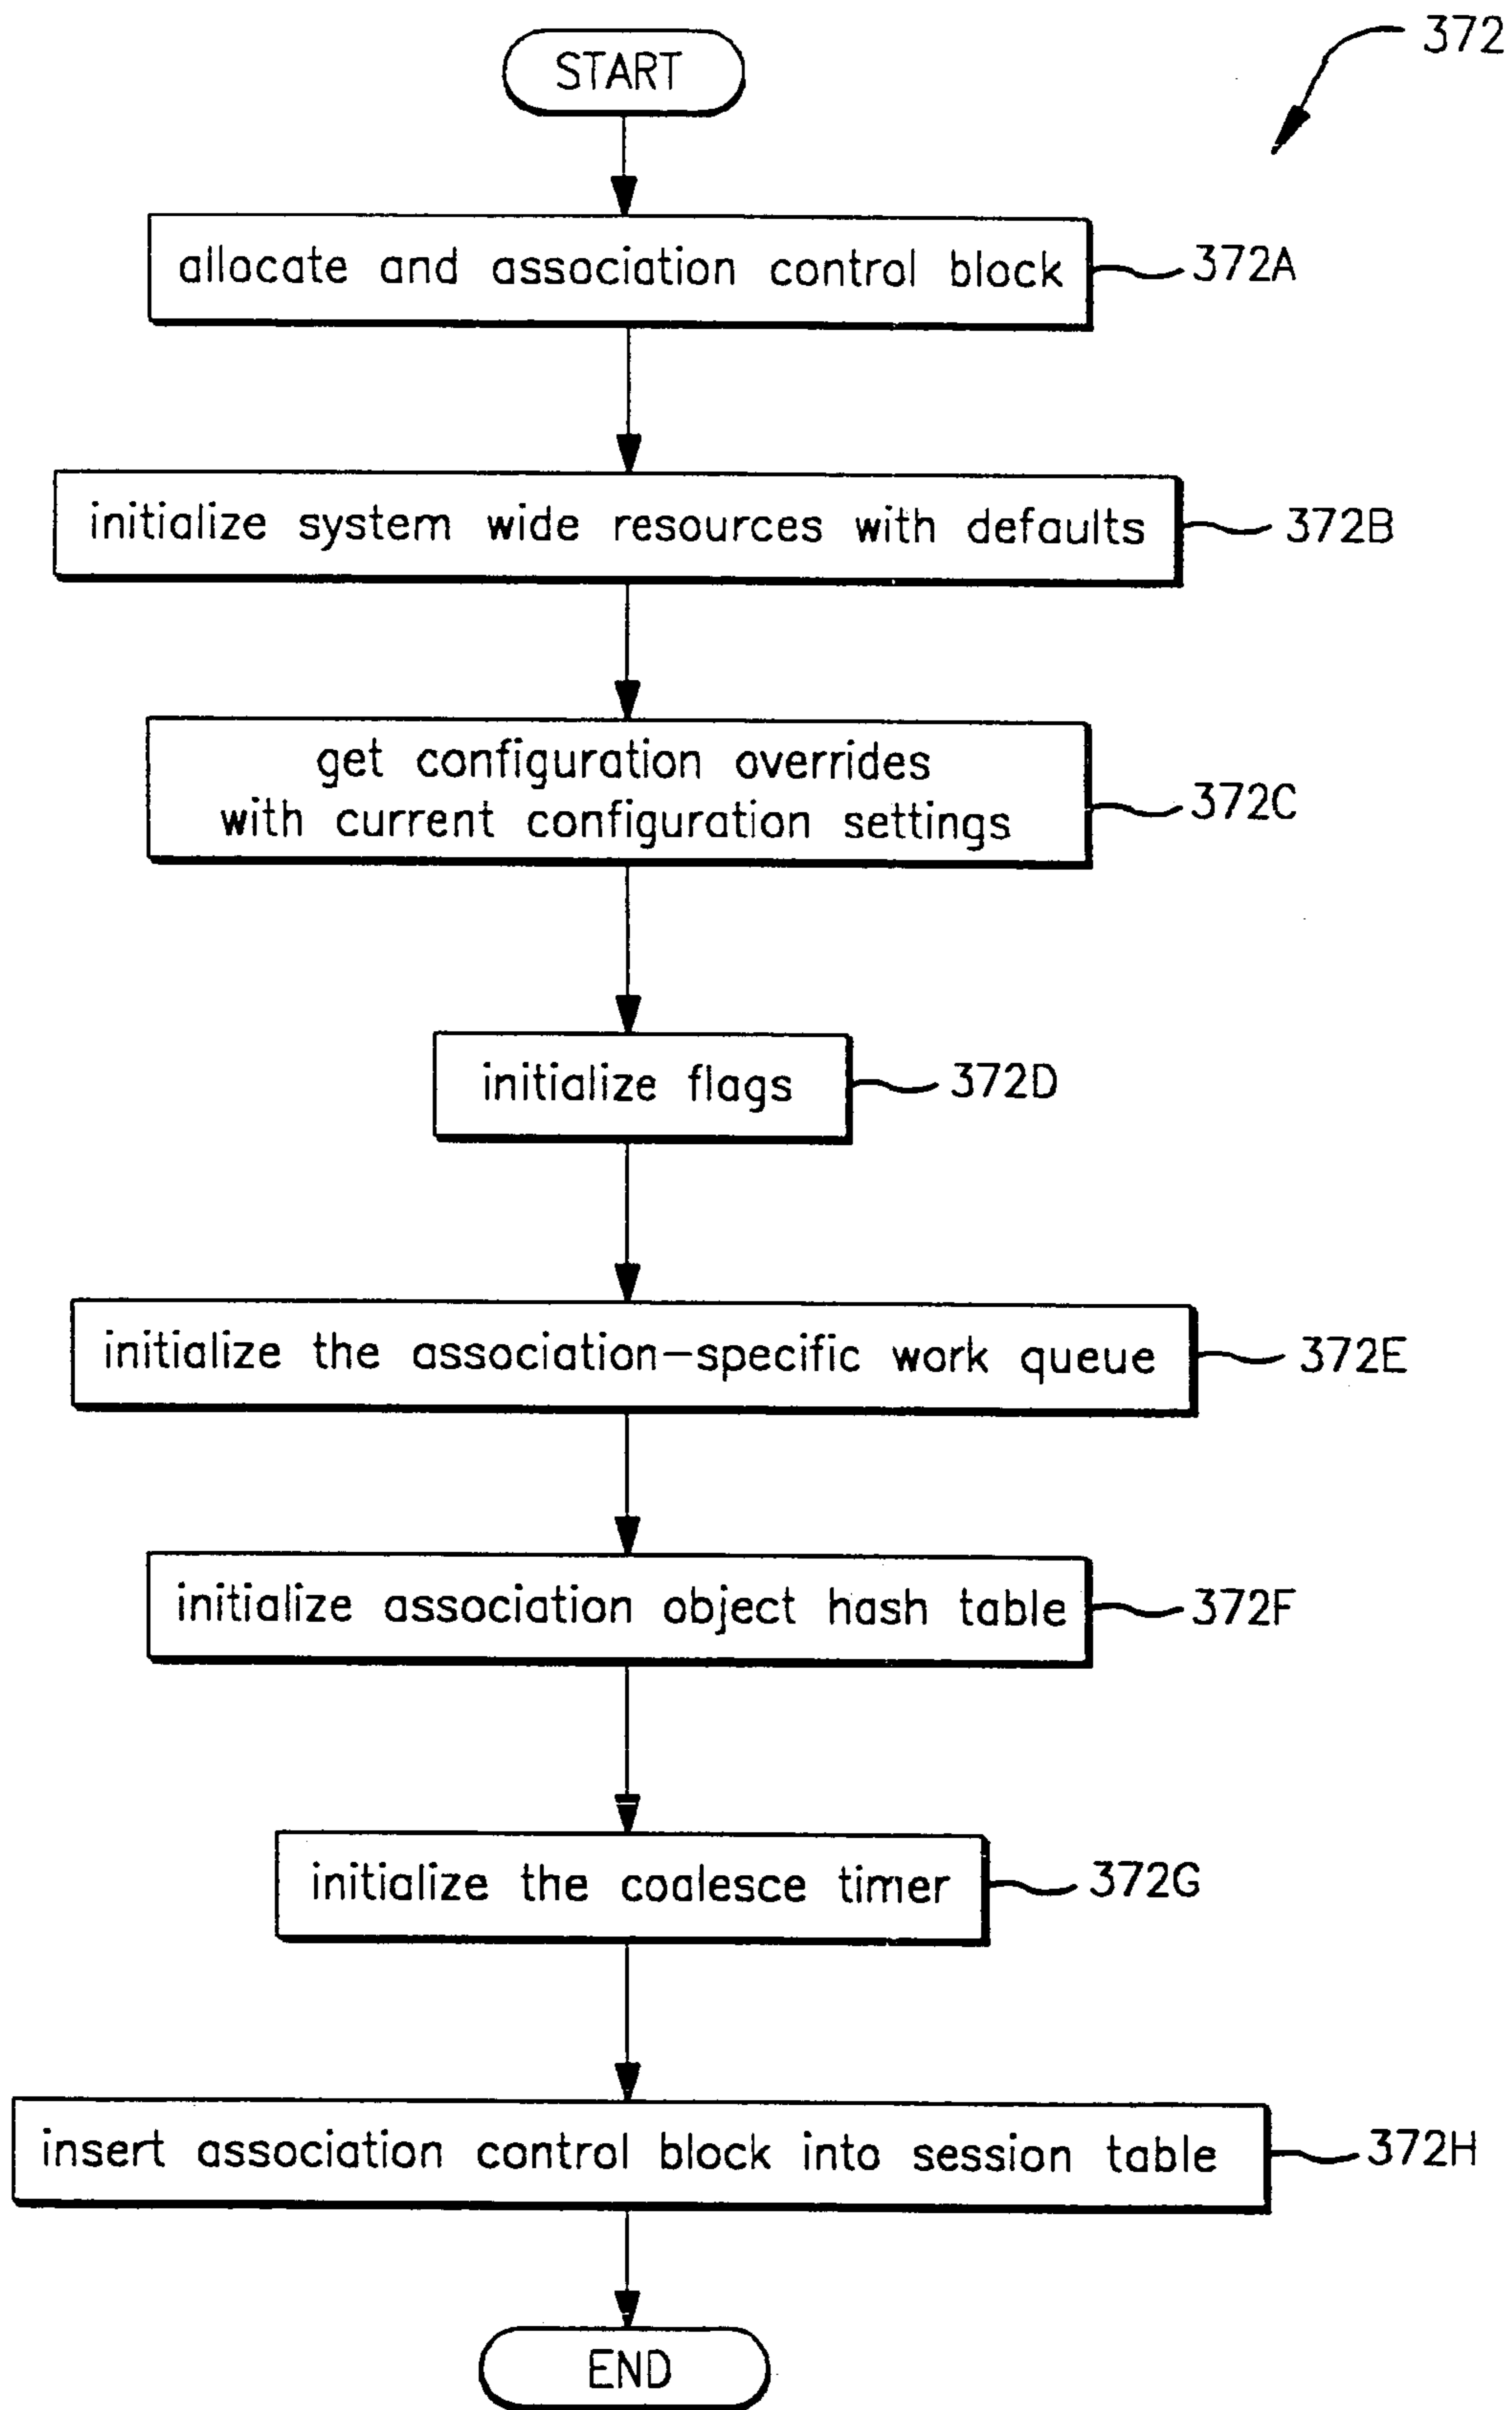 372
START
allocate and association control block
372A
initialize system wide resources with defaults
372B
get configuration overrides
with current configuration settings
372C
initialize flags
372D
initialize the association-specific work queue
372E
initialize association object hash table
372F
initialize the coalesce timer
372G
insert association control block into session table
372H
END